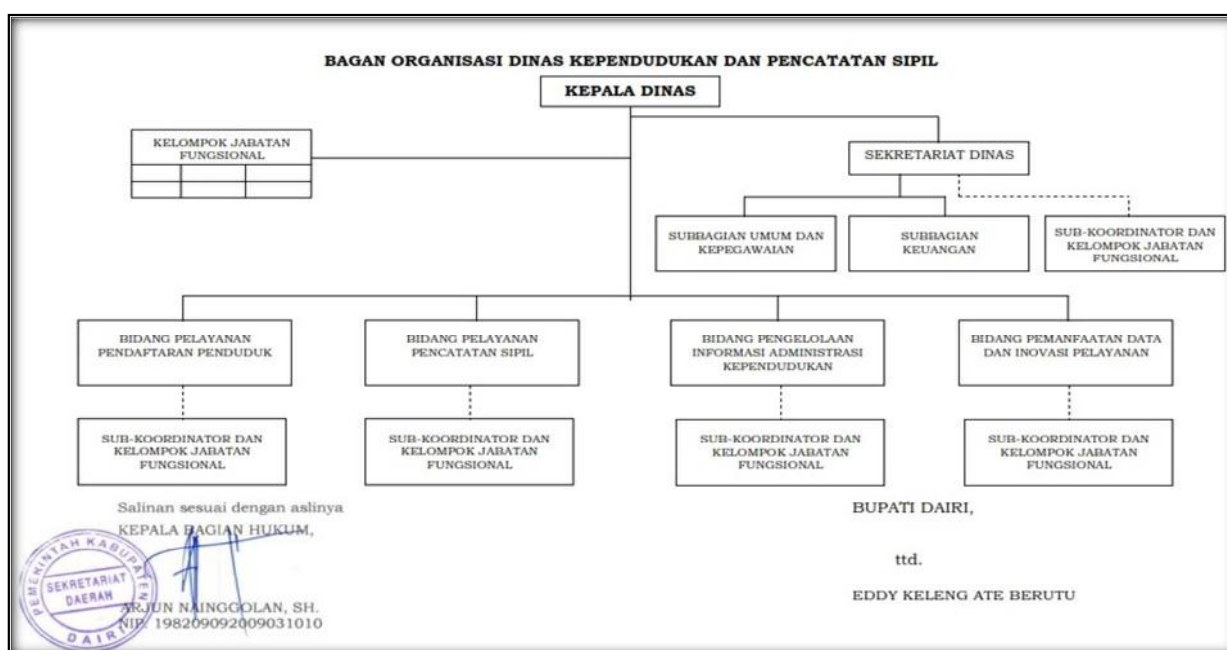 BAGAN ORGANISASI DINAS KEPENDUDUKAN DAN PENCATATAN SIPIL
KEPALA DINAS
KELOMPOK JABATAN
FUNGSIONAL
SEKRETARIAT DINAS
SUBBAGIAN UMUM DAN
KEPEGAWAIAN
SUBBAGIAN
KEUANGAN
SUB-KOORDINATOR DAN
KELOMPOK JABATAN
FUNGSIONAL
BIDANG PELAYANAN
PENDAFTARAN PENDUDUK
BIDANG PELAYANAN
PENCATATAN SIPIL
BIDANG PENGELOLAAN
INFORMASI ADMINISTRASI
KEPENDUDUKAN
BIDANG PEMANFAATAN DATA
DAN INOVASI PELAYANAN
SUB-KOORDINATOR DAN
KELOMPOK JABATAN
FUNGSIONAL
SUB-KOORDINATOR DAN
KELOMPOK JABATAN
FUNGSIONAL
SUB-KOORDINATOR DAN
KELOMPOK JABATAN
FUNGSIONAL
SUB-KOORDINATOR DAN
KELOMPOK JABATAN
FUNGSIONAL
Salinan sesuai dengan aslinya
KEPALA BAGIAN HUKUM,
PEMERINTAH KABUPATEN
SEKRETARIAT
DAERAH
DAIRI
ARJUN NAINGGOLAN, SH.
NIP. 198209092009031010
BUPATI DAIRI,
ttd.
EDDY KELENG ATE BERUTU